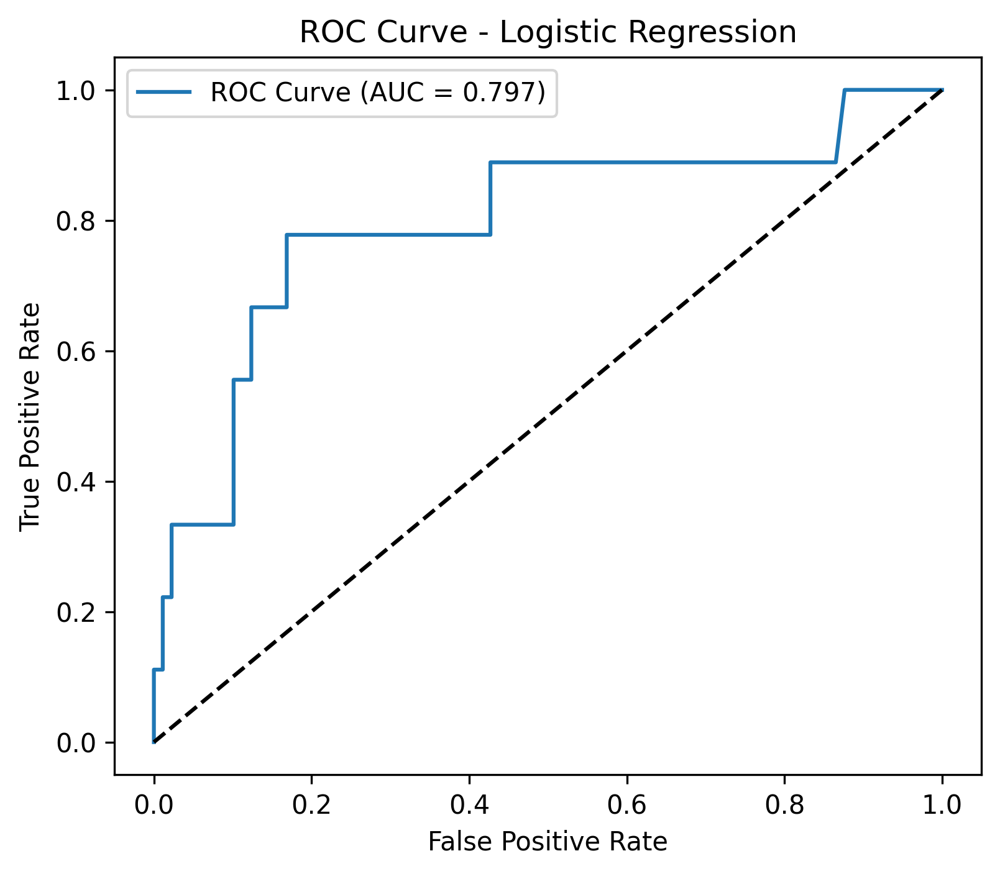 ROC Curve - Logistic Regression
ROC Curve (AUC = 0.797)
1.0
0.8
0.6
0.4
0.2
0.0
True Positive Rate
0.0 0.2 0.4 0.6 0.8 1.0
False Positive Rate